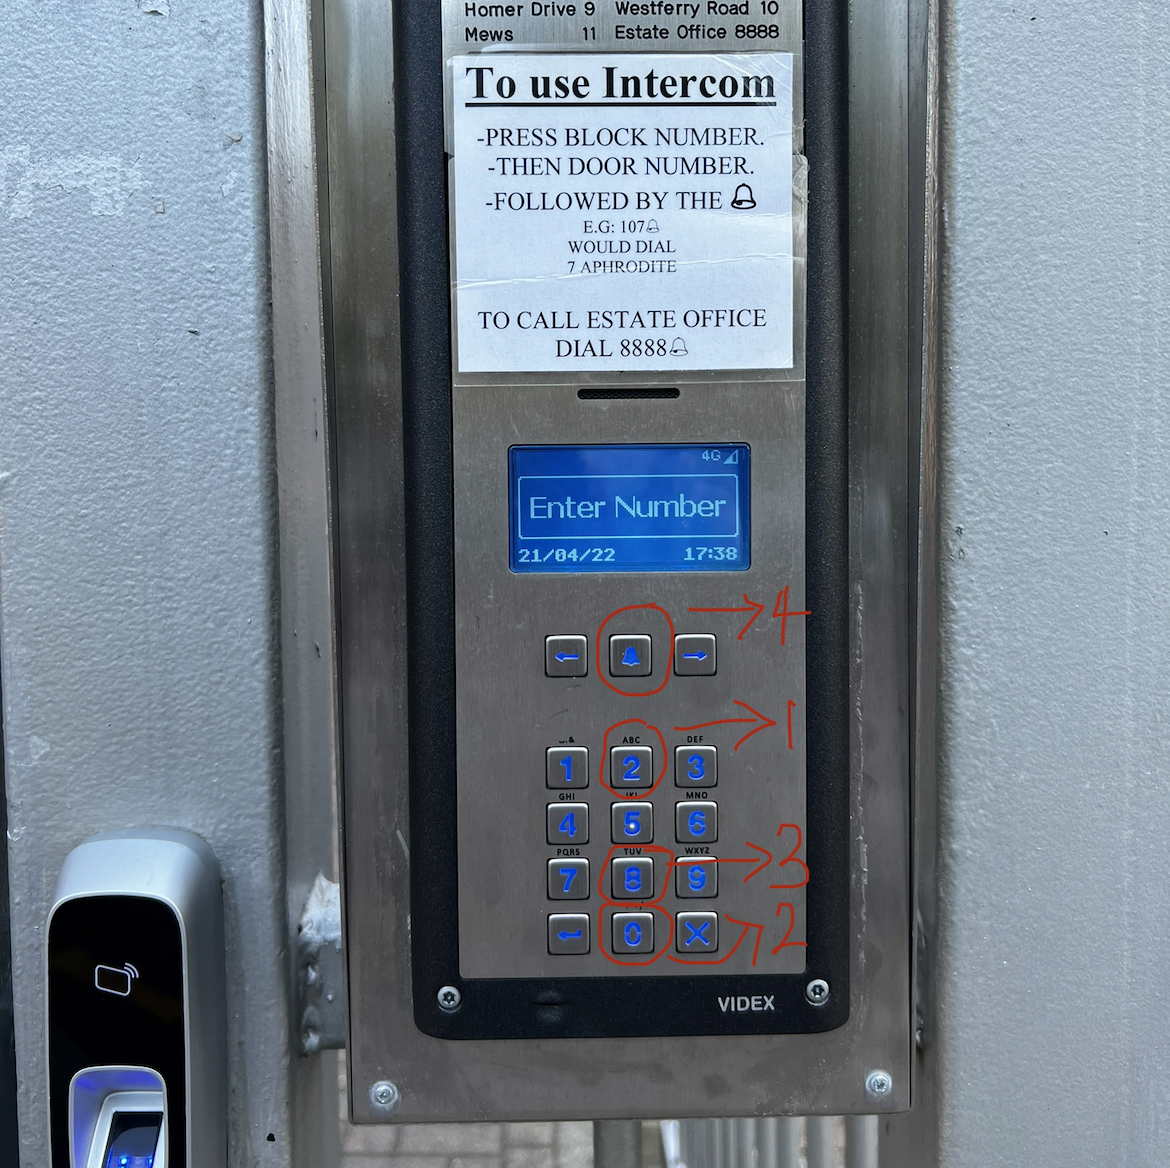 Homer Drive 9 Westferry Road 10
Mews 11 Estate Office 8888
To use Intercom
-PRESS BLOCK NUMBER.
-THEN DOOR NUMBER.
-FOLLOWED BY THE
E.G: 107
WOULD DIAL
7 APHRODITE
TO CALL ESTATE OFFICE
DIAL 8888
4G
Enter Number
21/04/22 17:38
4
1
ABC DEF
1 2 3
GHI JKL MNO
4 5 6
PQRS TUV WXYZ
7 8 9
3
0
2
VIDEX